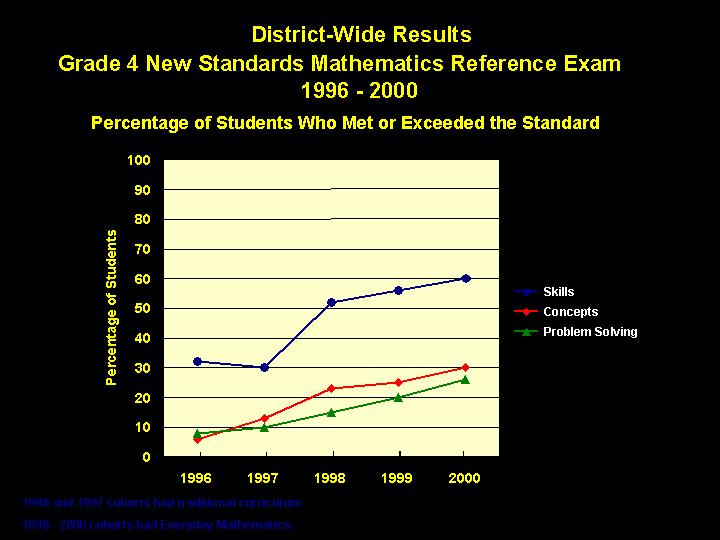 District-Wide Results
Grade 4 New Standards Mathematics Reference Exam
1996 - 2000
Percentage of Students Who Met or Exceeded the Standard
100
90
80
70
60
50
40
30
20
10
0
Percentage of Students
1996 1997 1998 1999 2000
Skills
Concepts
Problem Solving
1996 and 1997 cohorts had traditional curriculum
1998 - 2000 cohorts had Everyday Mathematics.